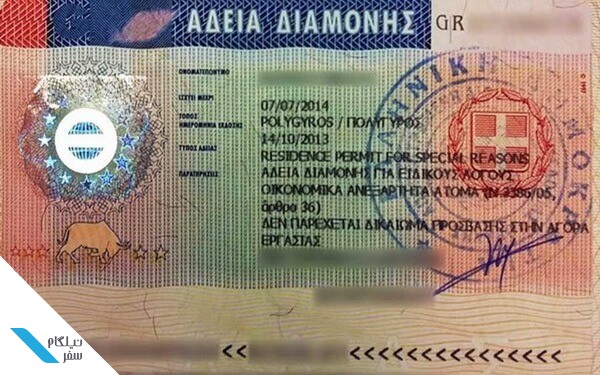 ΑΔΕΙΑ ΔΙΑΜΟΝΗΣ GR
ΟΝΟΜΑΤΕΠΩΝΥΜΟ
ΙΣΧΥΕΙ ΜΕΧΡΙ
07/07/2014
ΤΟΠΟΣ POLYGYROS / ΠΟΛΥΓΥΡΟΣ
ΗΜΕΡΟΜΗΝΙΑ ΕΚΔΟΣΗΣ
14/10/2013
ΤΥΠΟΣ ΑΔΕΙΑΣ RESIDENCE PERMIT FOR SPECIAL REASONS
ΑΔΕΙΑ ΔΙΑΜΟΝΗΣ ΓΙΑ ΕΙΔΙΚΟΥΣ ΛΟΓΟΥΣ
ΠΑΡΑΤΗΡΗΣΕΙΣ
ΟΙΚΟΝΟΜΙΚΑ ΑΝΕΞΑΡΤΗΤΑ ΑΤΟΜΑ (Ν 3386/05,
άρθρο 36)
ΔΕΝ ΠΑΡΕΧΕΤΑΙ ΔΙΚΑΙΩΜΑ ΠΡΟΣΒΑΣΗΣ ΣΤΗΝ ΑΓΟΡΑ
ΕΡΓΑΣΙΑΣ
ΕΛΛΗΝΙΚΗ
<< <<<<<<<<<<<<<<
نیلگام
سفر